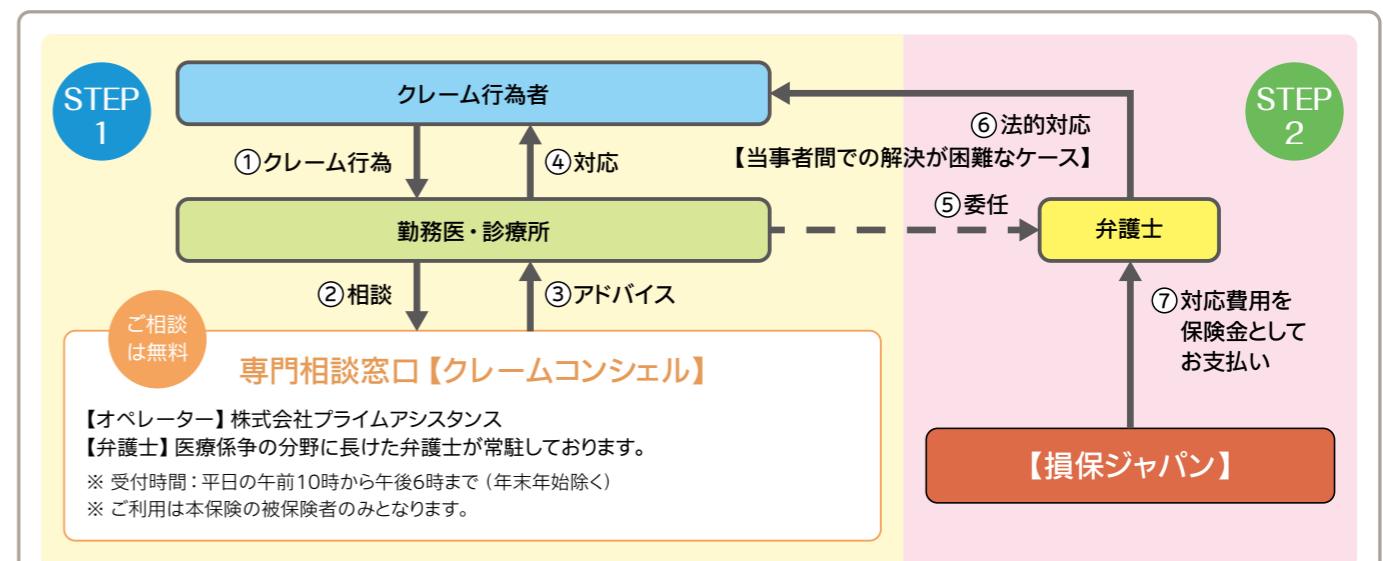 STEP
1
クレーム行為者
STEP
2
①クレーム行為
④対応
⑥法的対応
【当事者間での解決が困難なケース】
⑤委任
勤務医・診療所
弁護士
②相談
③アドバイス
⑦対応費用を
保険金として
お支払い
ご相談
は無料
専門相談窓口【クレームコンシェル】
【オペレーター】株式会社プライムアシスタンス
【弁護士】医療係争の分野に長けた弁護士が常駐しております。
※ 受付時間：平日の午前10時から午後6時まで（年末年始除く）
※ ご利用は本保険の被保険者のみとなります。
【損保ジャパン】